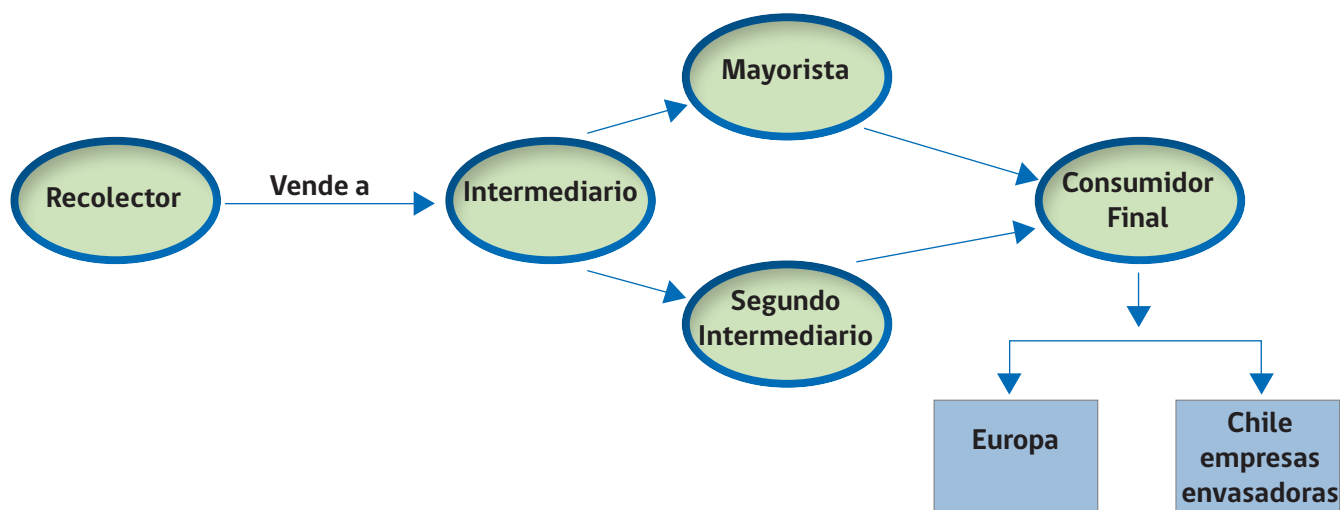 Recolector
Vende a
Intermediario
Mayorista
Segundo
Intermediario
Consumidor
Final
Europa
Chile
empresas
envasadoras